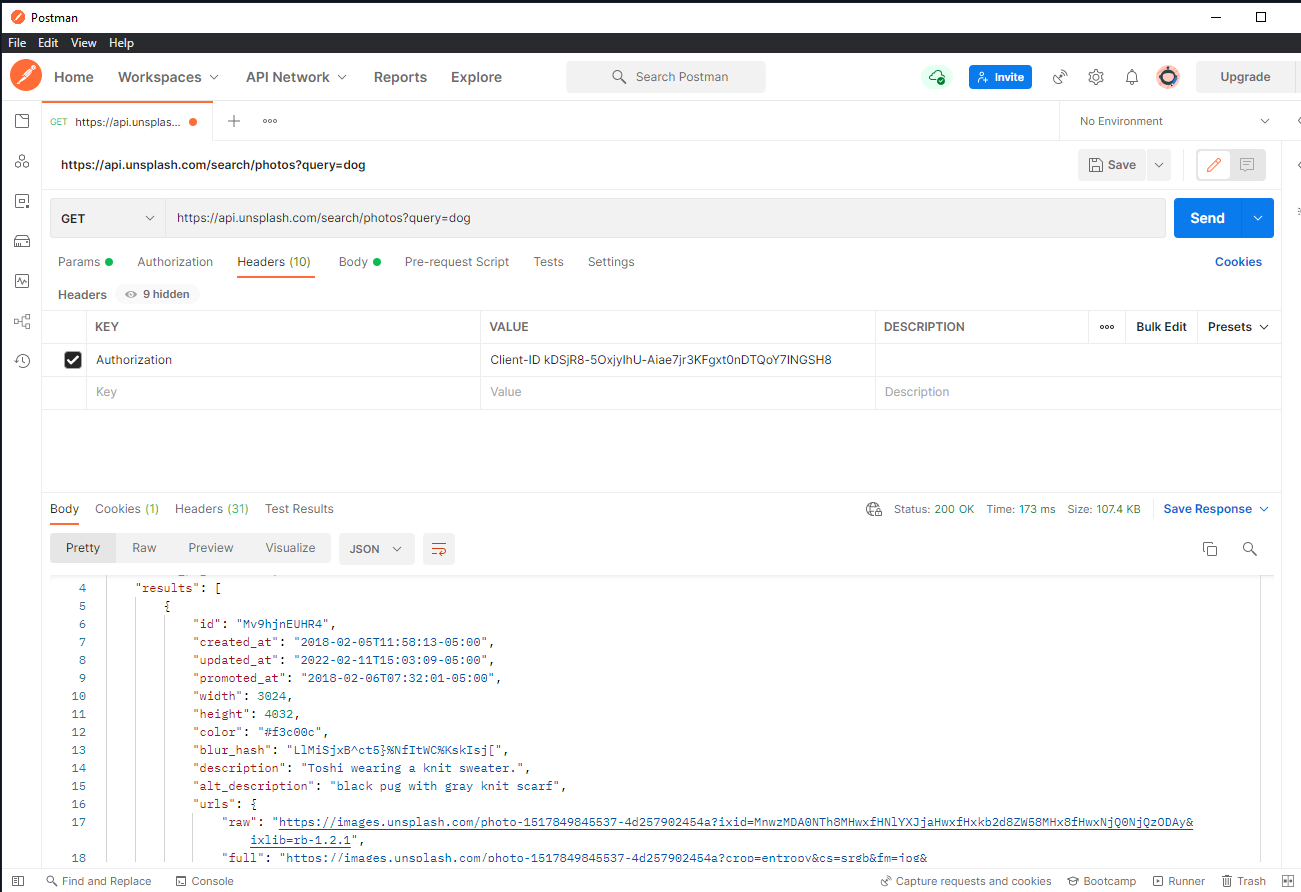 Postman
File Edit View Help
Home Workspaces API Network Reports Explore Search Postman Invite Upgrade
GET https://api.unsplas... No Environment
https://api.unsplash.com/search/photos?query=dog Save
GET https://api.unsplash.com/search/photos?query=dog Send
Params Authorization Headers (10) Body Pre-request Script Tests Settings Cookies
Headers 9 hidden
KEY VALUE DESCRIPTION Bulk Edit Presets
Authorization Client-ID kDSjR8-5OxjyIhU-Aiae7jr3KFgxt0nDTQoY7INGSH8
Key Value Description
Body Cookies (1) Headers (31) Test Results Status: 200 OK Time: 173 ms Size: 107.4 KB Save Response
Pretty Raw Preview Visualize JSON
4 "results": [
5 {
6 "id": "Mv9hjnEUHR4",
7 "created_at": "2018-02-05T11:58:13-05:00",
8 "updated_at": "2022-02-11T15:03:09-05:00",
9 "promoted_at": "2018-02-06T07:32:01-05:00",
10 "width": 3024,
11 "height": 4032,
12 "color": "#f3c00c",
13 "blur_hash": "LlMiSjxB^ct5}%NfItWC%KskIsj[",
14 "description": "Toshi wearing a knit sweater.",
15 "alt_description": "black pug with gray knit scarf",
16 "urls": {
17 "raw": "https://images.unsplash.com/photo-1517849845537-4d257902454a?ixid=MnwzMDA0NTh8MHwxfHNlYXJjaHwxfHxkb2d8ZW58MHx8fHwxNjQ0NjQzODAy&
ixlib=rb-1.2.1",
18 "full": "https://images.unsplash.com/photo-1517849845537-4d257902454a?crop=entropy&cs=srgb&fm=jpg&
Find and Replace Console Capture requests and cookies Bootcamp Runner Trash